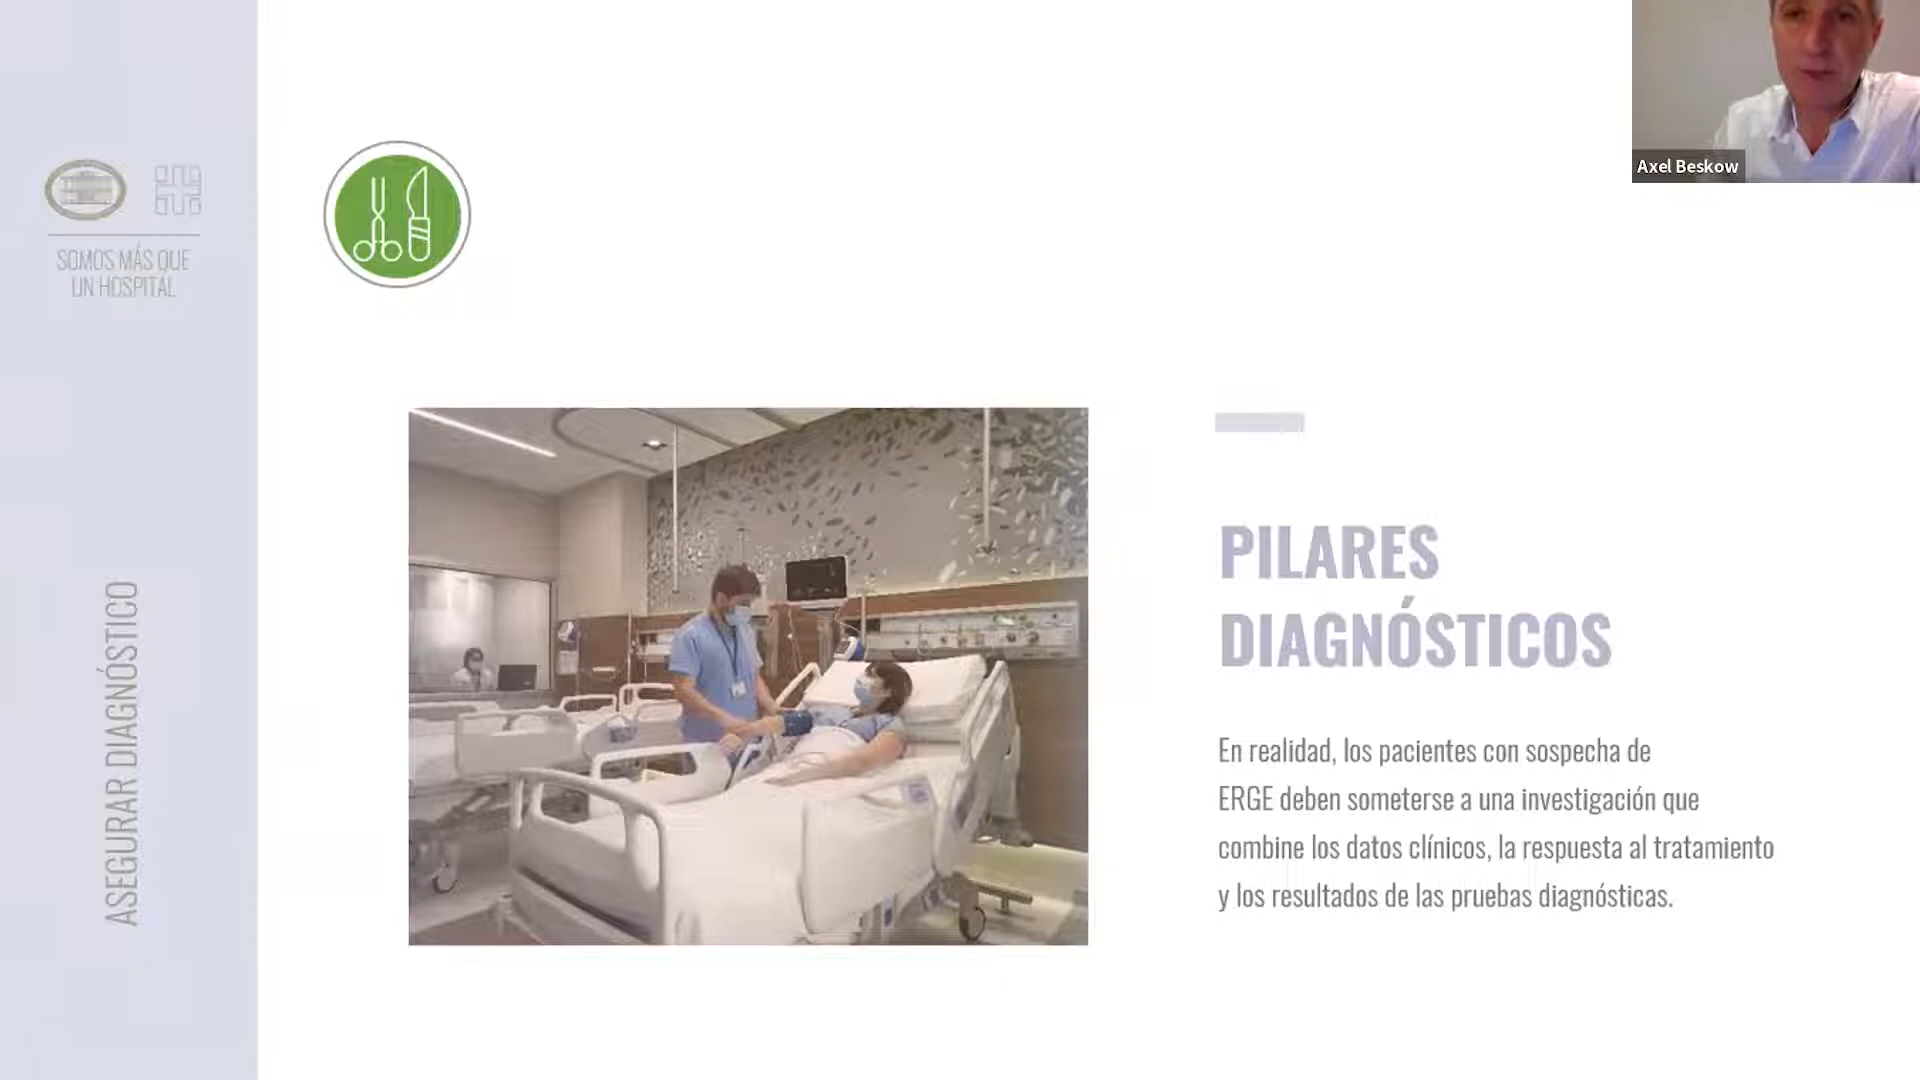 Axel Beskow
SOMOS MÁS QUE
UN HOSPITAL
ASEGURAR DIAGNÓSTICO
PILARES
DIAGNÓSTICOS
En realidad, los pacientes con sospecha de
ERGE deben someterse a una investigación que
combine los datos clínicos, la respuesta al tratamiento
y los resultados de las pruebas diagnósticas.